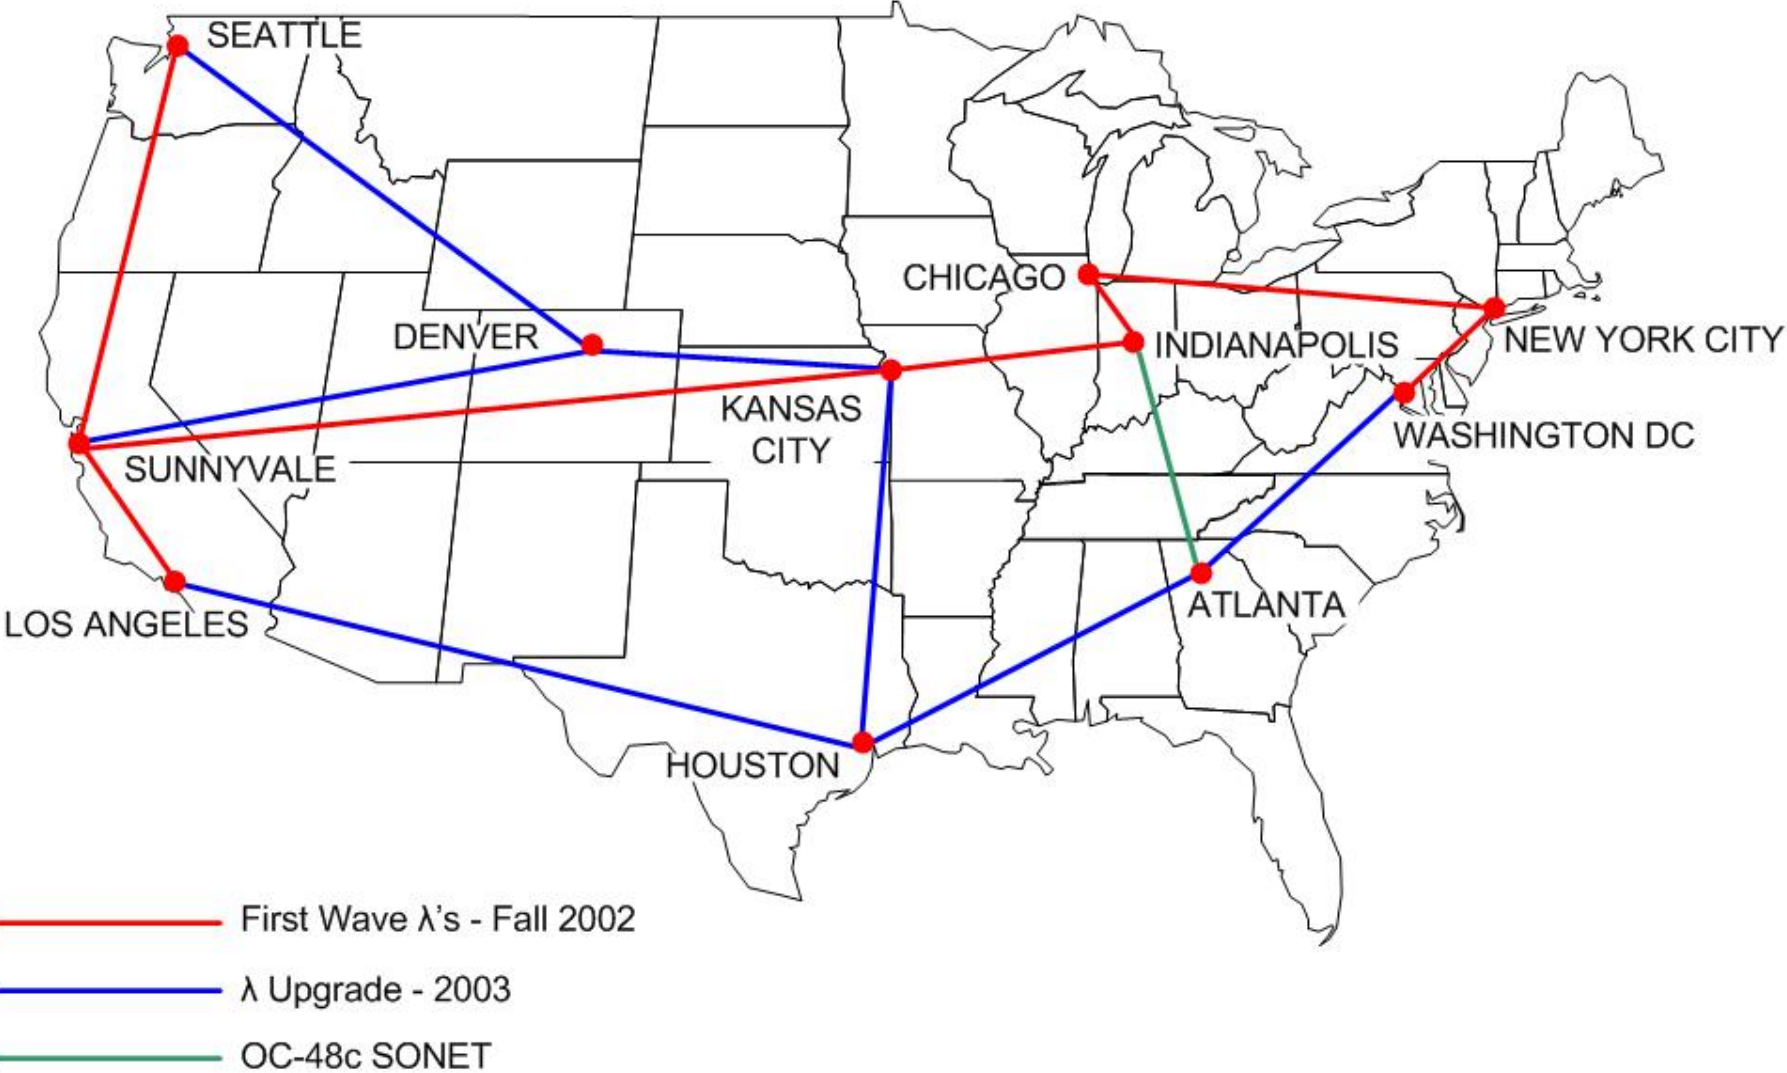 SEATTLE
CHICAGO
DENVER
INDIANAPOLIS
NEW YORK CITY
KANSAS
CITY
WASHINGTON DC
SUNNYVALE
LOS ANGELES
ATLANTA
HOUSTON
First Wave λ's - Fall 2002
λ Upgrade - 2003
OC-48c SONET